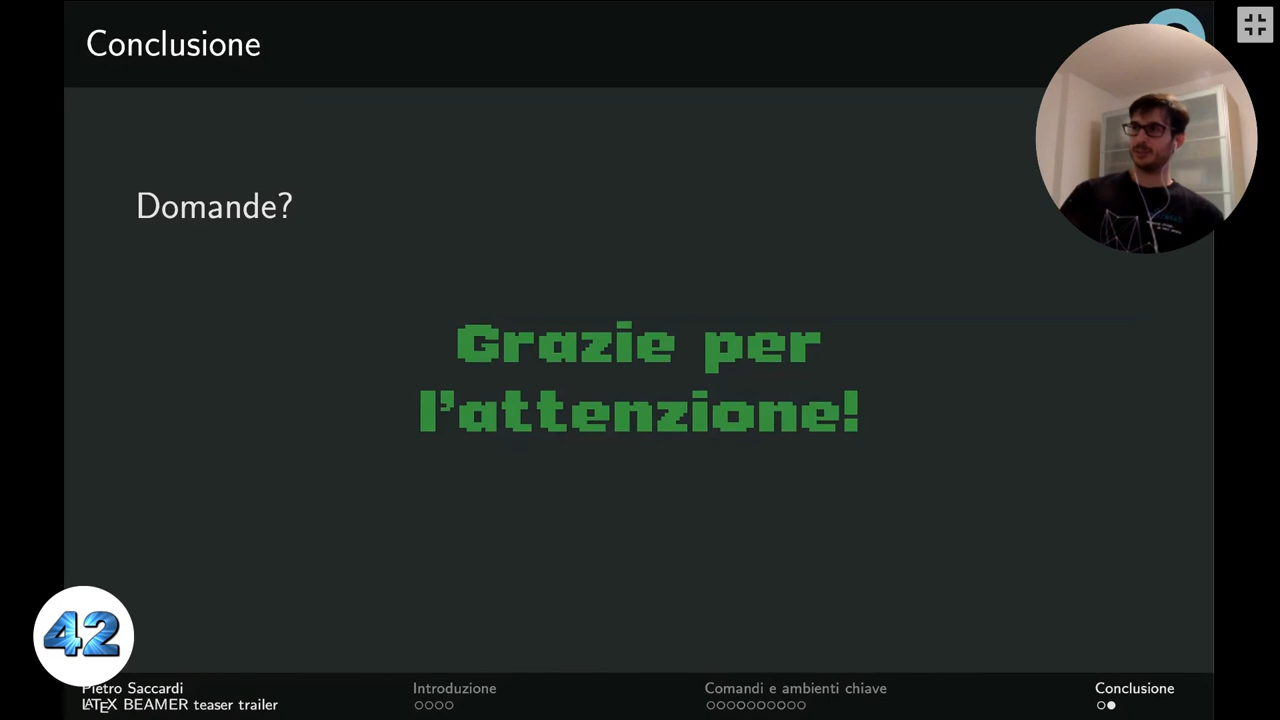 Conclusione
Domande?
Grazie per
l'attenzione!
42
Pietro Saccardi
LATEX BEAMER teaser trailer
Introduzione
Comandi e ambienti chiave
Conclusione